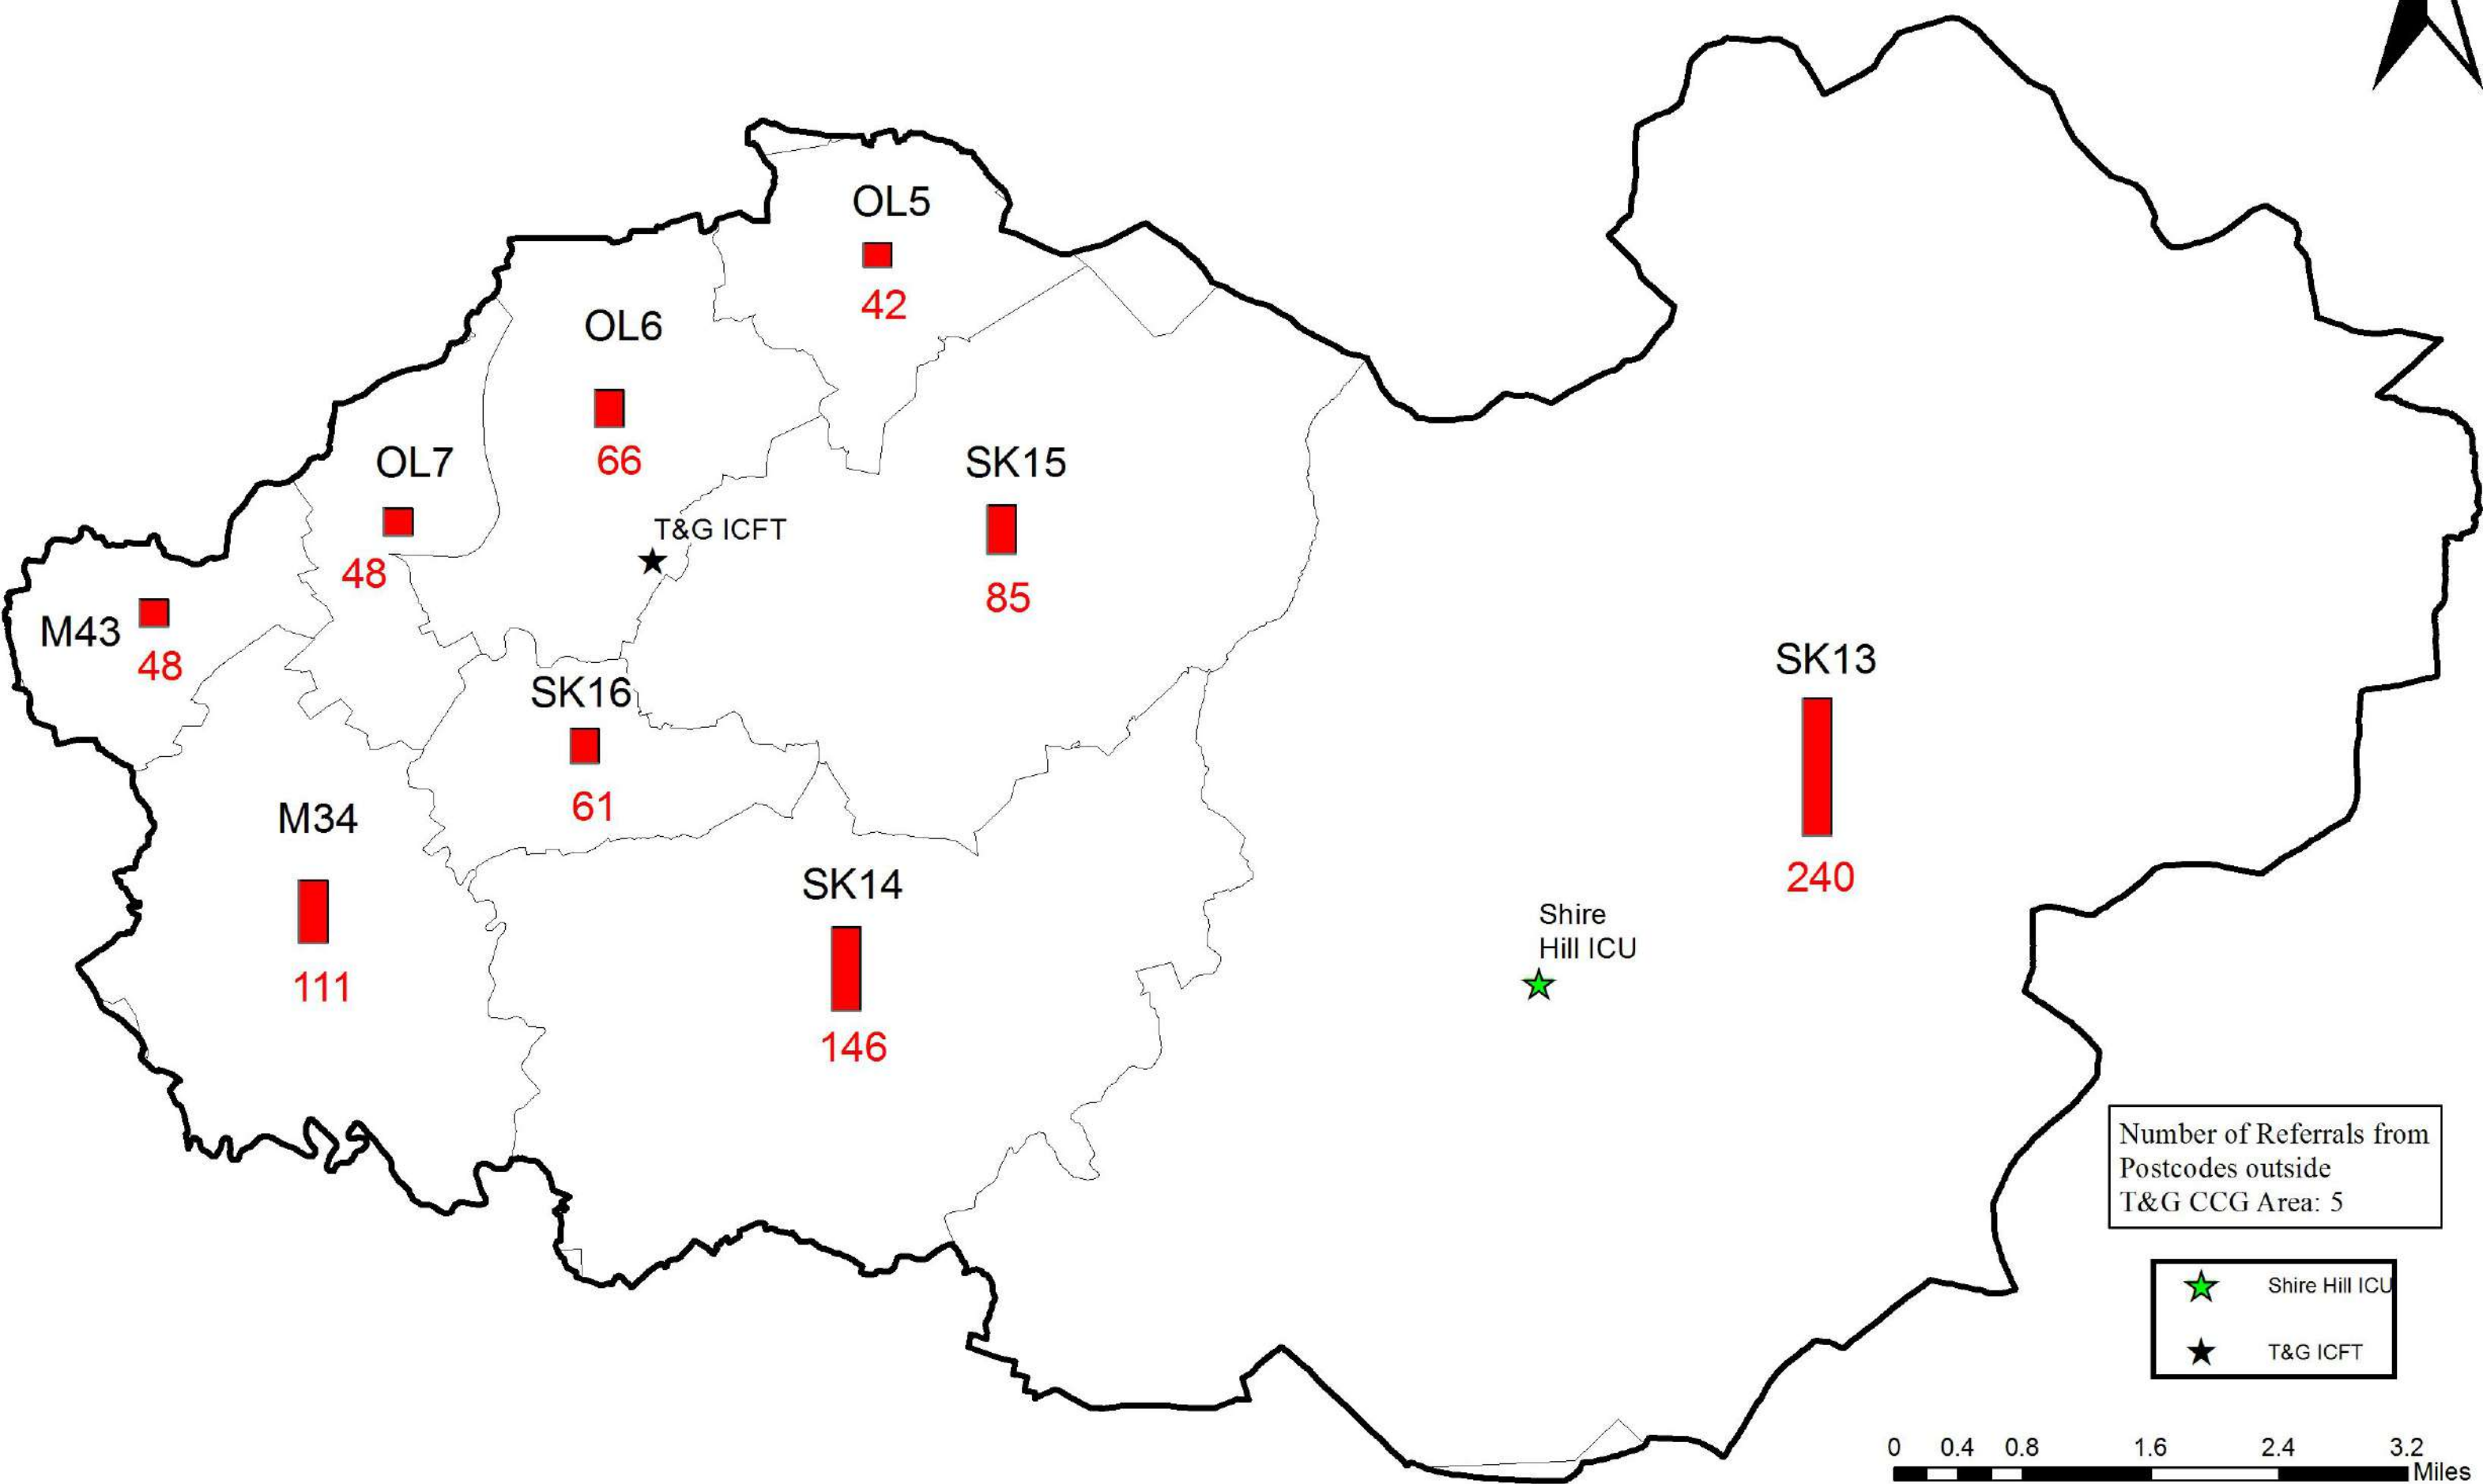 OL5
42
OL6
66
OL7
48
SK15
85
T&G ICFT
M43
48
SK13
240
SK16
61
M34
111
SK14
146
Shire
Hill ICU
Number of Referrals from
Postcodes outside
T&G CCG Area: 5
Shire Hill ICU
T&G ICFT
0 0.4 0.8 1.6 2.4 3.2
Miles